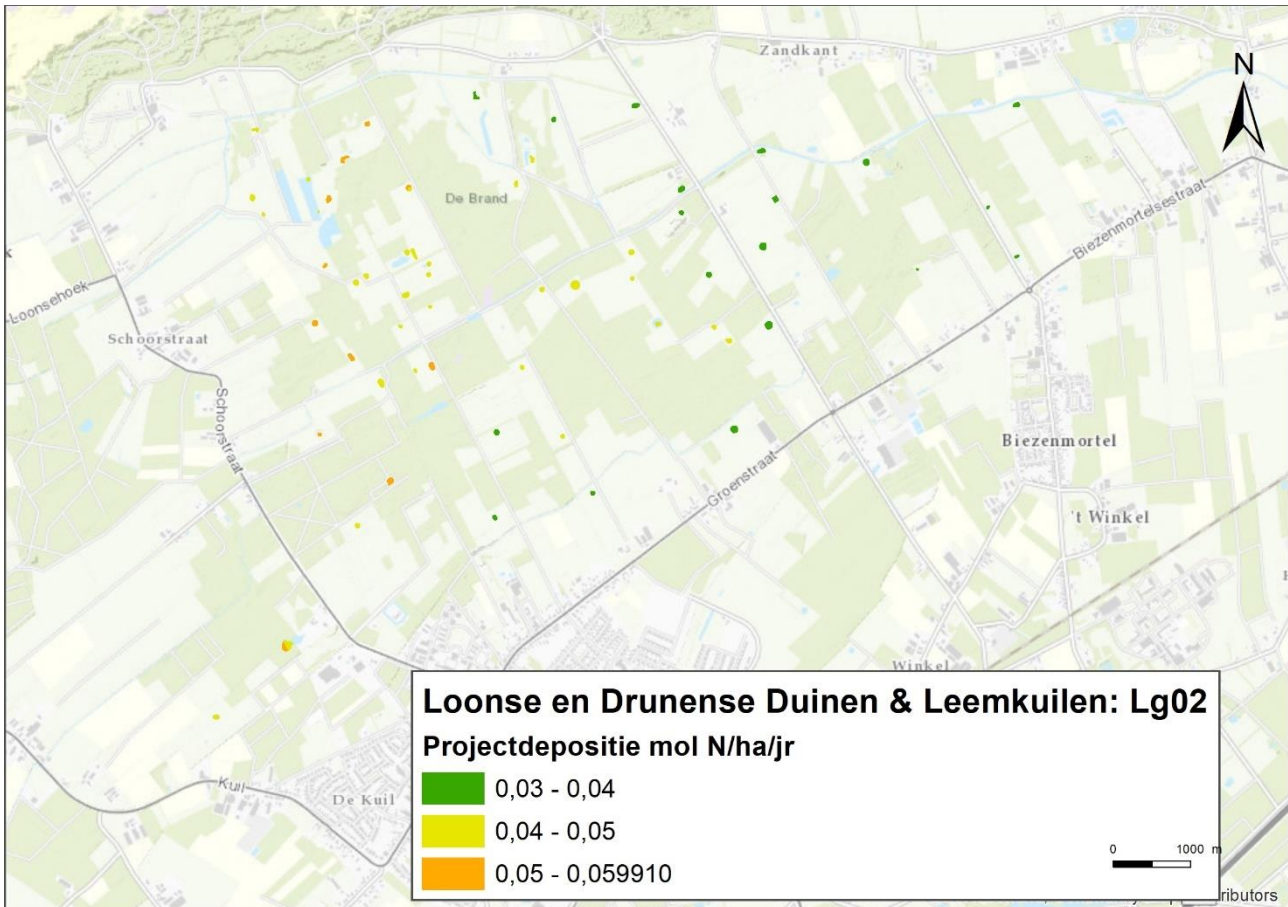 Zandkant
N
De Brand
Biezenmortelsestraat
k
-Loonsehoek
Schoorstraat
Schoorstraat
Biezenmortel
Groenstraat
't Winkel
Winkel
Kuil
De Kuil
Loonse en Drunense Duinen & Leemkuilen: Lg02
Projectdepositie mol N/ha/jr
0,03 - 0,04
0,04 - 0,05
0,05 - 0,059910
0 1000 m
ributors